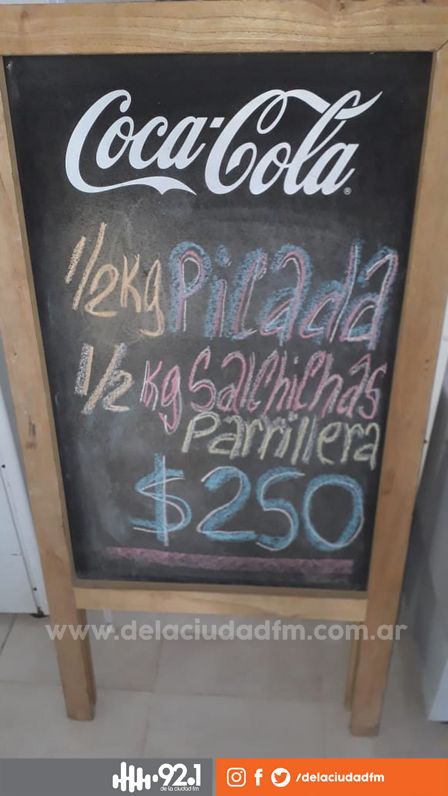 Coca-Cola
1/2 Kg Picada
1/2 Kg Salchichas
Parrillera
$250
www.delaciudadfm.com.ar
92.1
de la ciudad fm
/delaciudadfm